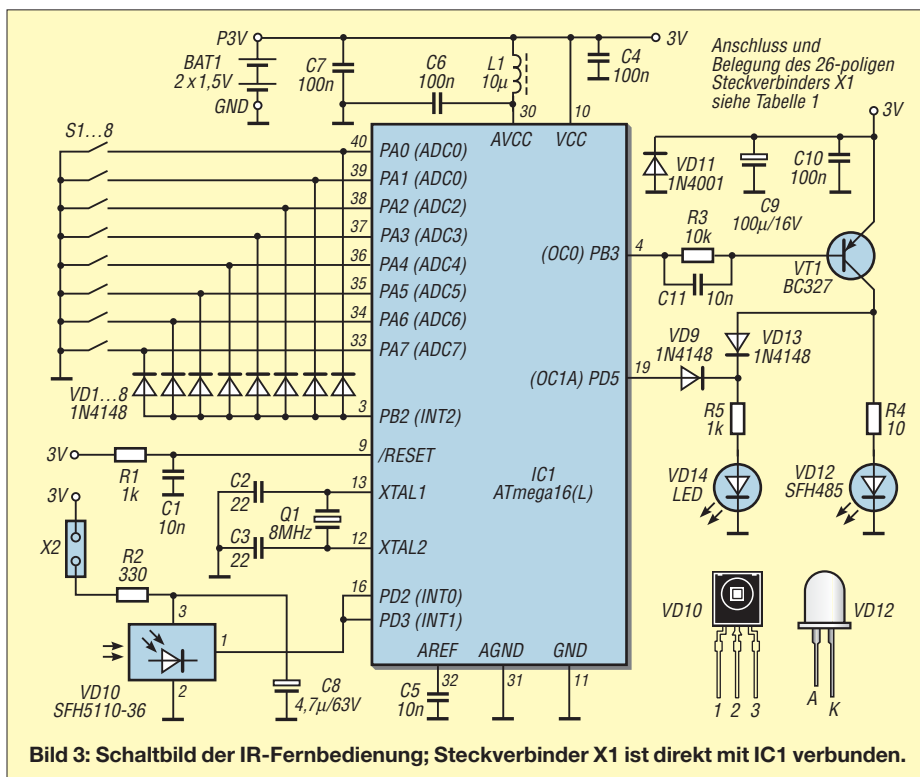 P3V
3V
BAT1
2 x 1,5V
GND
C7
100n
C6
100n
L1
10µ
C4
100n
Anschluss und
Belegung des 26-poligen
Steckverbinders X1
siehe Tabelle 1
3V
30
10
AVCC
VCC
S1...8
40
PA0 (ADC0)
39
PA1 (ADC0)
38
PA2 (ADC2)
37
PA3 (ADC3)
36
PA4 (ADC4)
35
PA5 (ADC5)
34
PA6 (ADC6)
33
PA7 (ADC7)
VD1...8
1N4148
3
PB2 (INT2)
VD11
1N4001
C9
100µ/16V
C10
100n
R3
10k
(OC0) PB3
4
C11
10n
VT1
BC327
VD9
1N4148
VD13
1N4148
(OC1A) PD5
19
R5
1k
R4
10
VD14
LED
VD12
SFH485
3V
R1
1k
C1
10n
9
/RESET
IC1
ATmega16(L)
C2
22
13
XTAL1
Q1
8MHz
C3
22
12
XTAL2
3V
X2
R2
330
16
PD2 (INT0)
PD3 (INT1)
3
1
2
VD10
SFH5110-36
C8
4,7µ/63V
AREF
AGND
GND
32
31
11
C5
10n
VD10
1 2 3
VD12
A
K
Bild 3: Schaltbild der IR-Fernbedienung; Steckverbinder X1 ist direkt mit IC1 verbunden.